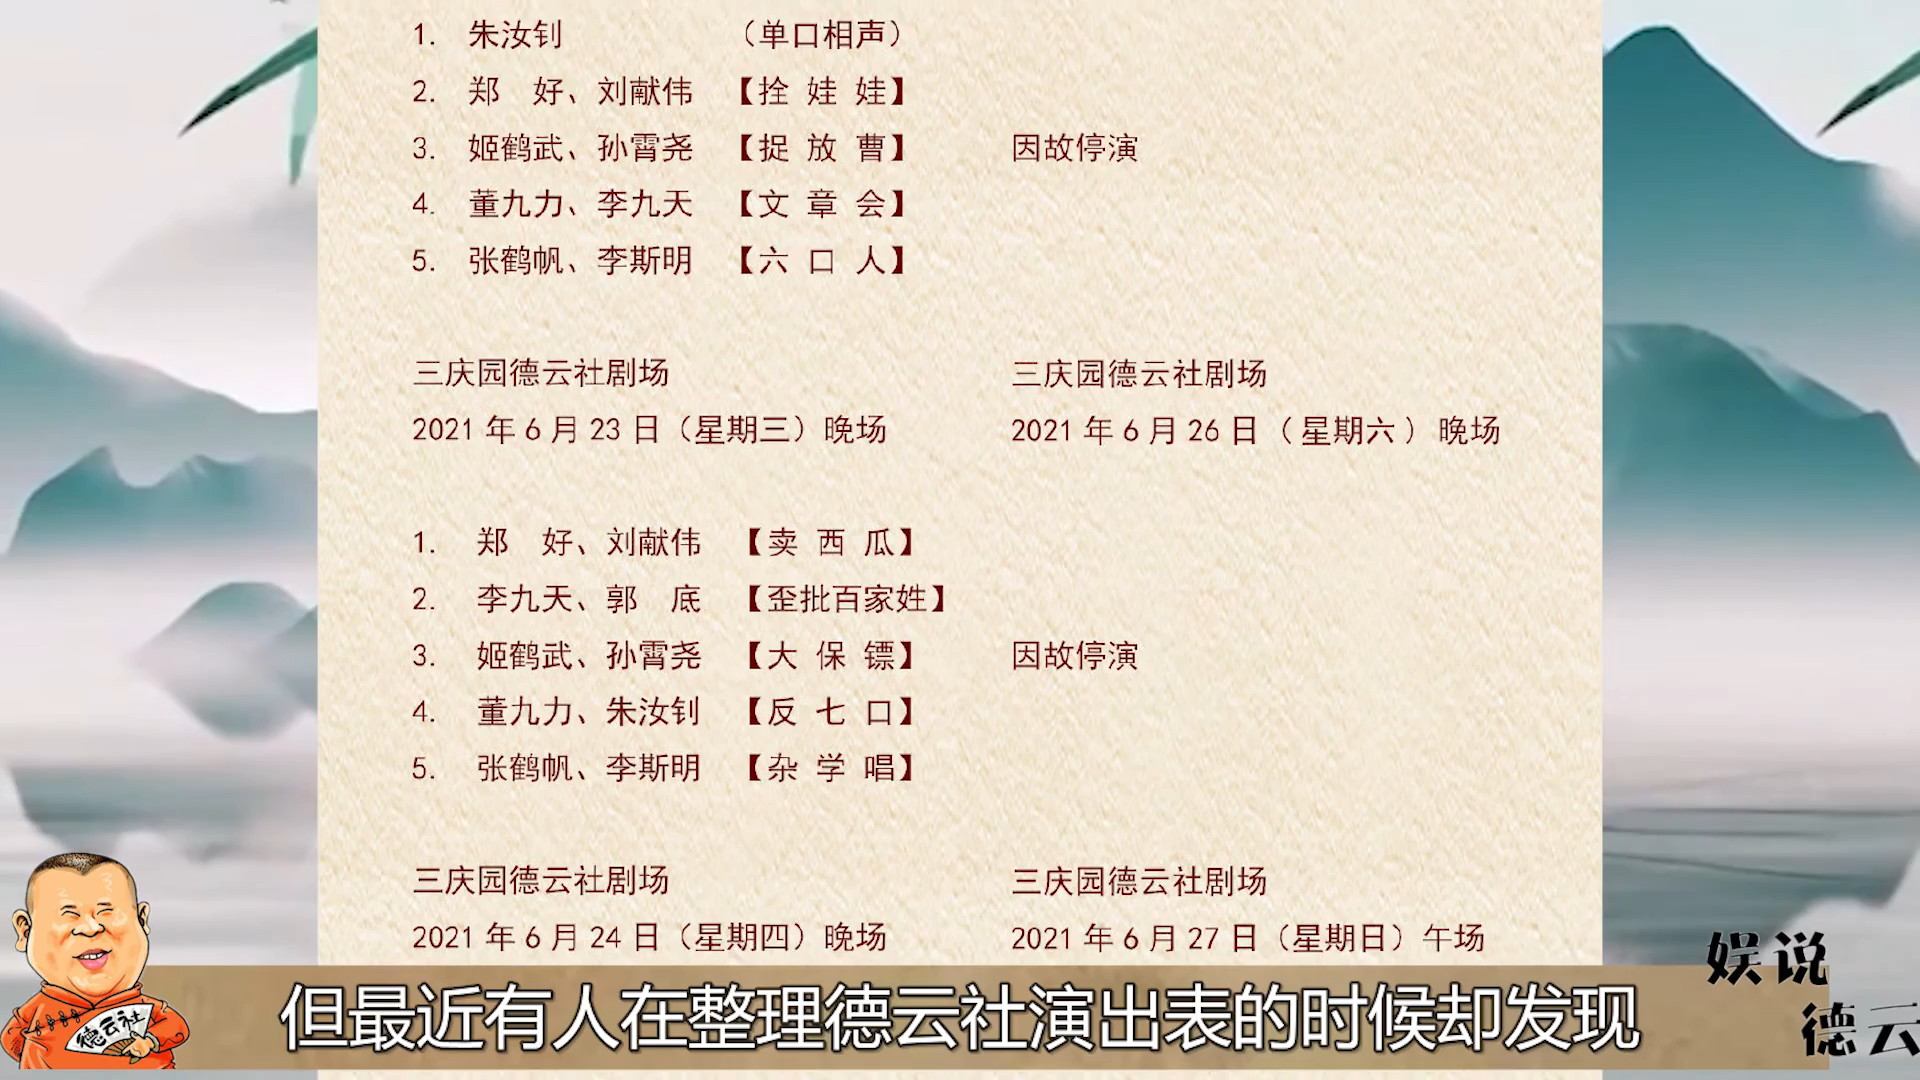 1. 朱汝钊 （单口相声）
2. 郑 好、刘献伟 【拴 娃 娃】
3. 姬鹤武、孙霄尧 【捉 放 曹】 因故停演
4. 董九力、李九天 【文 章 会】
5. 张鹤帆、李斯明 【六 口 人】
三庆园德云社剧场 三庆园德云社剧场
2021 年 6 月 23 日（星期三）晚场 2021 年 6 月 26 日（星期六）晚场
1. 郑 好、刘献伟 【卖 西 瓜】
2. 李九天、郭 底 【歪批百家姓】
3. 姬鹤武、孙霄尧 【大 保 镖】 因故停演
4. 董九力、朱汝钊 【反 七 口】
5. 张鹤帆、李斯明 【杂 学 唱】
三庆园德云社剧场 三庆园德云社剧场
2021 年 6 月 24 日（星期四）晚场 2021 年 6 月 27 日（星期日）午场
娱说
德云
德云社
但最近有人在整理德云社演出表的时候却发现